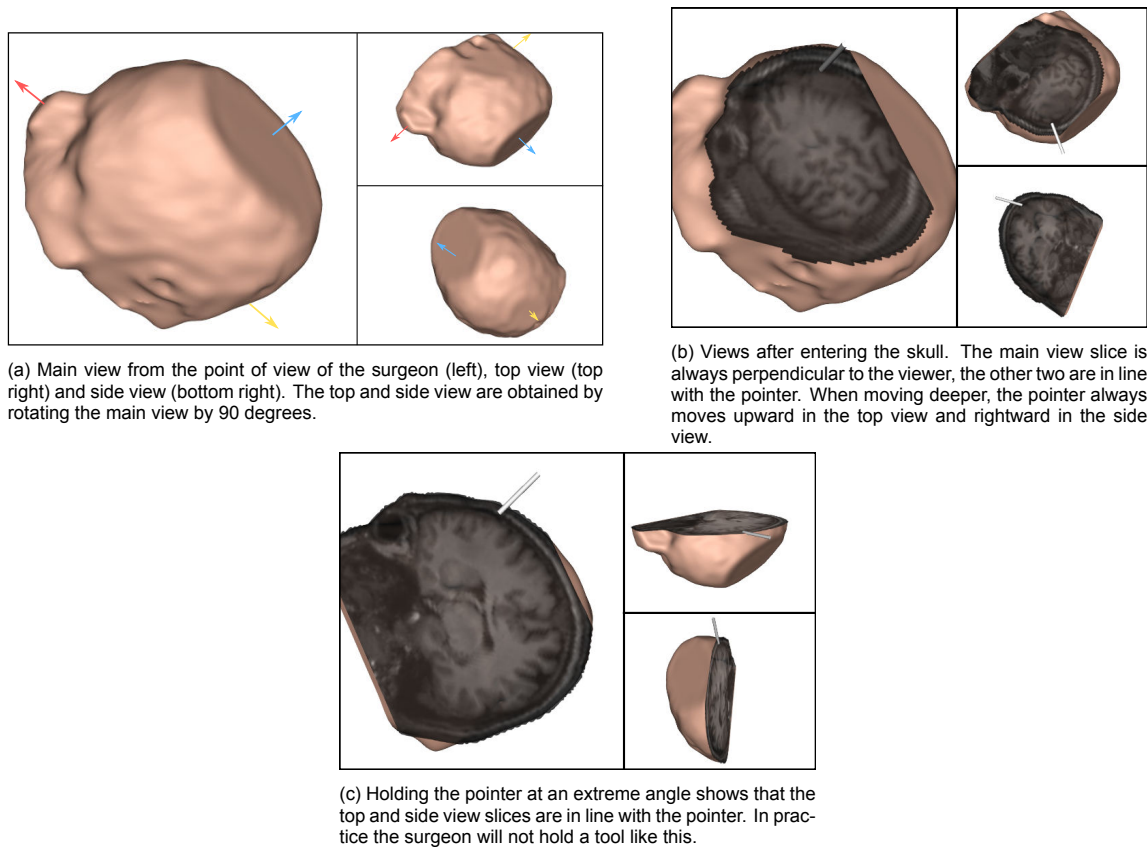 (a) Main view from the point of view of the surgeon (left), top view (top
right) and side view (bottom right). The top and side view are obtained by
rotating the main view by 90 degrees.
(b) Views after entering the skull. The main view slice is
always perpendicular to the viewer, the other two are in line
with the pointer. When moving deeper, the pointer always
moves upward in the top view and rightward in the side
view.
(c) Holding the pointer at an extreme angle shows that the
top and side view slices are in line with the pointer. In prac-
tice the surgeon will not hold a tool like this.